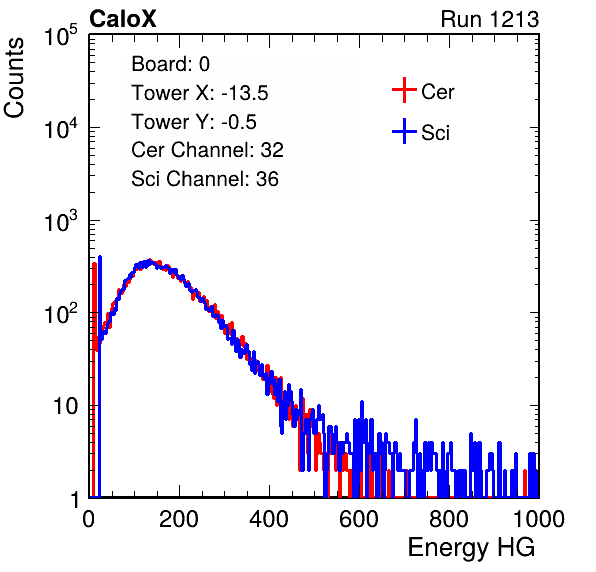 CaloX Run 1213
Counts
10^5
10^4
10^3
10^2
10
1
Board: 0
Tower X: -13.5
Tower Y: -0.5
Cer Channel: 32
Sci Channel: 36
Cer
Sci
0 200 400 600 800 1000
Energy HG